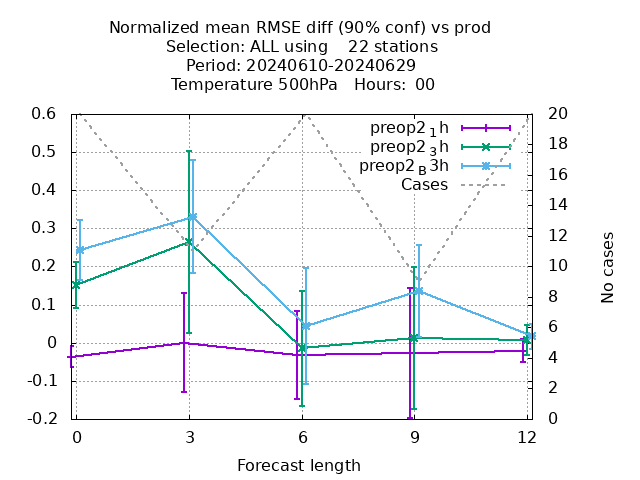 Normalized mean RMSE diff (90% conf) vs prod
Selection: ALL using 22 stations
Period: 20240610-20240629
Temperature 500hPa Hours: 00
preop2 1h
preop2 3h
preop2 B3h
Cases
0.6
0.5
0.4
0.3
0.2
0.1
0
-0.1
-0.2
20
18
16
14
12
10
8
6
4
2
0
No cases
0 3 6 9 12
Forecast length